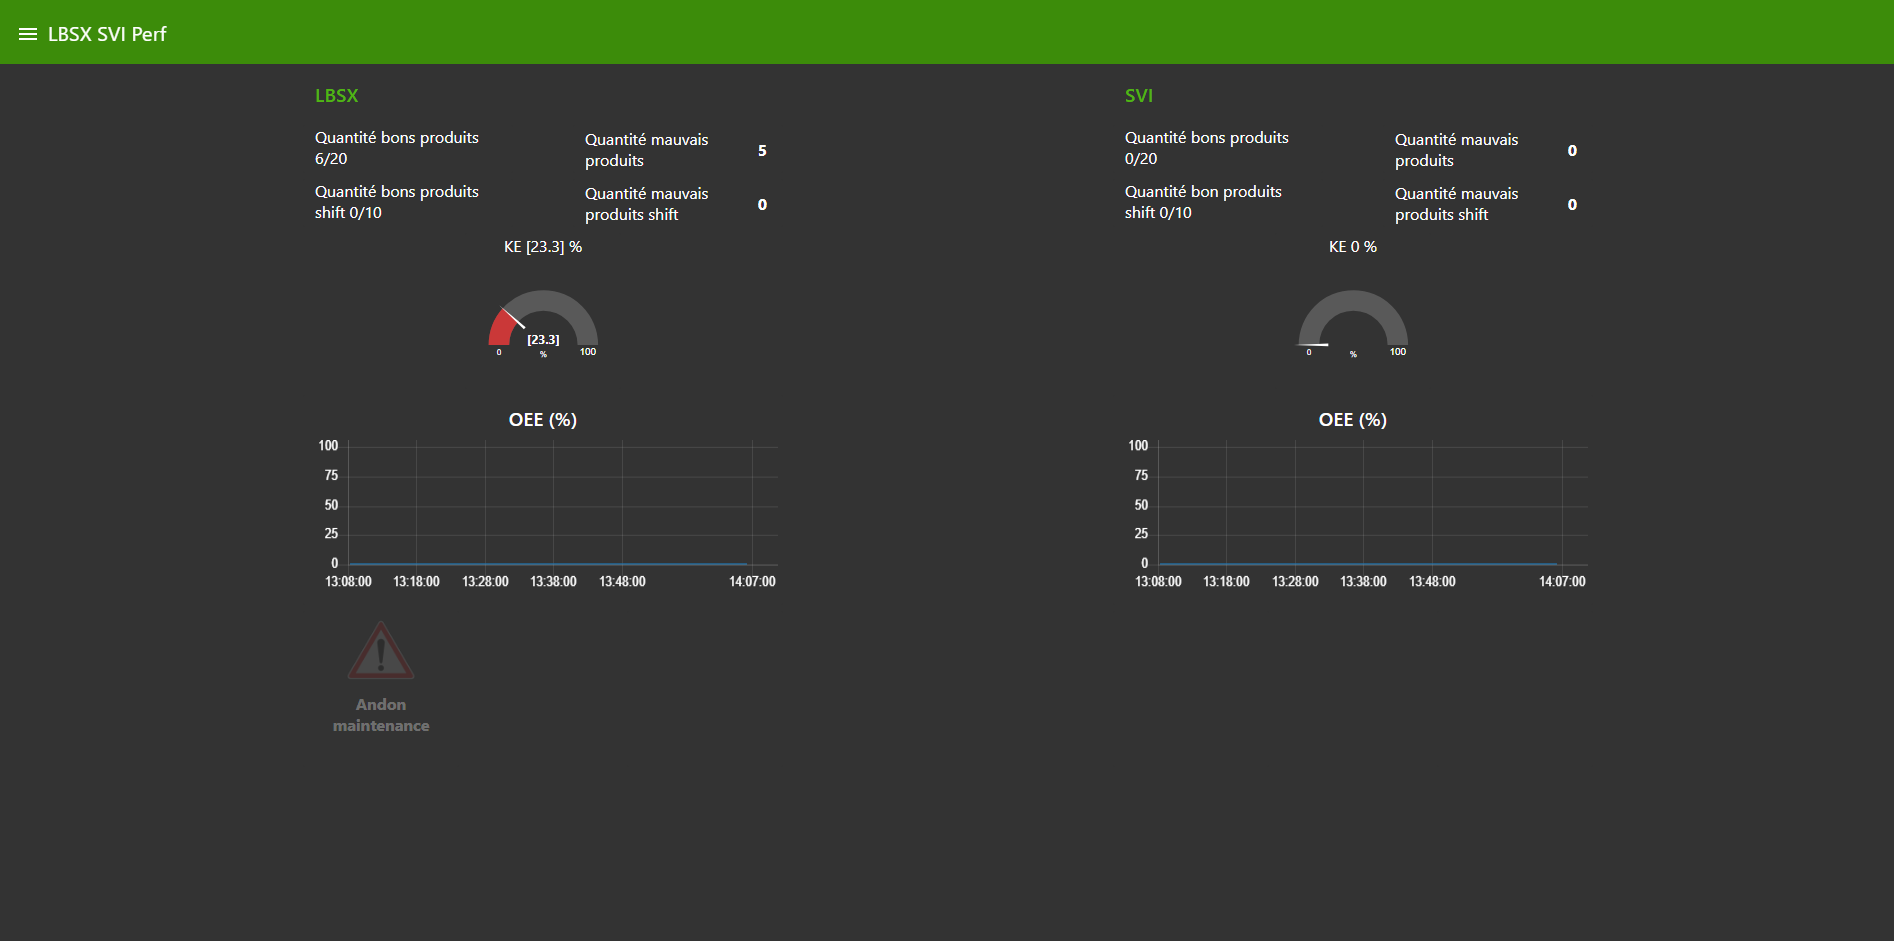 LBSX SVI Perf
LBSX
Quantité bons produits
6/20
Quantité mauvais
produits
5
Quantité bons produits
shift 0/10
Quantité mauvais
produits shift
0
KE [23.3] %
[23.3]
0
%
100
OEE (%)
100
75
50
25
0
13:08:00 13:18:00 13:28:00 13:38:00 13:48:00 14:07:00
Andon
maintenance
SVI
Quantité bons produits
0/20
Quantité mauvais
produits
0
Quantité bon produits
shift 0/10
Quantité mauvais
produits shift
0
KE 0 %
0
%
100
OEE (%)
100
75
50
25
0
13:08:00 13:18:00 13:28:00 13:38:00 13:48:00 14:07:00